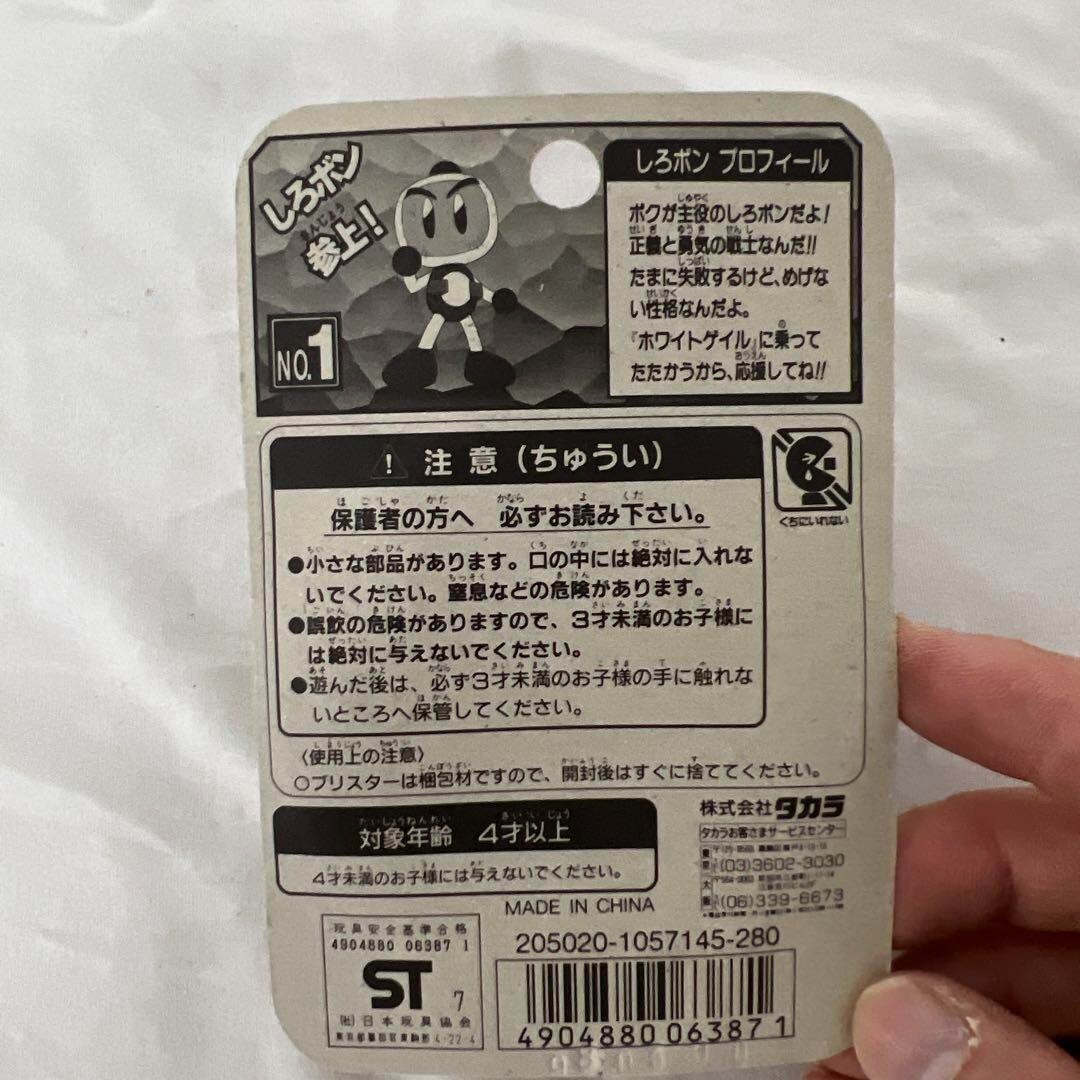 しろボン
参上!
NO.1
しろボン プロフィール
ボクが主役のしろボンだよ!
正義と勇気の戦士なんだ!!
たまに失敗するけど、めげな
い性格なんだよ。
『ホワイトゲイル』に乗って
たたかうから、応援してね!!
注意(ちゅうい)
くちにいれない
保護者の方へ 必ずお読み下さい。
●小さな部品があります。口の中には絶対に入れな
いでください。窒息などの危険があります。
●誤飲の危険がありますので、3才未満のお子様に
は絶対に与えないでください。
●遊んだ後は、必ず3才未満のお子様の手に触れな
いところへ保管してください。
〈使用上の注意〉
○ブリスターは梱包材ですので、開封後はすぐに捨ててください。
対象年齢 4才以上
4才未満のお子様には与えないでください。
株式会社タカラ
タカラお客さまサービスセンター
東京
(03)3602-3030
大
(06)339-6673
MADE IN CHINA
205020-1057145-280
玩具安全基準合格
4904880 06387 1
ST 7
(社)日本玩具協会
東京都墨田区東駒形4-22-4
4904880 063871